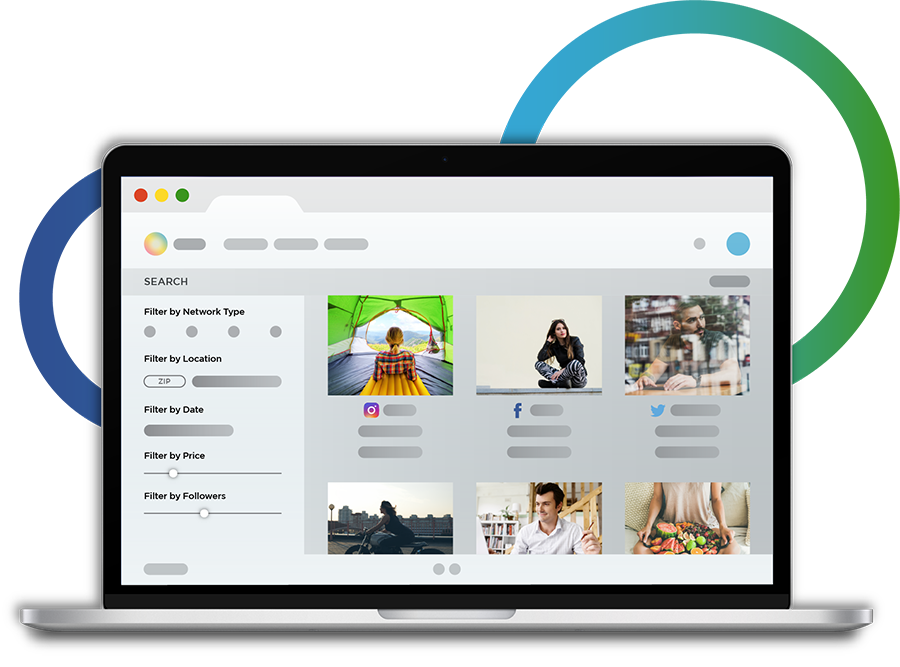 SEARCH
Filter by Network Type
Filter by Location
ZIP
Filter by Date
Filter by Price
Filter by Followers